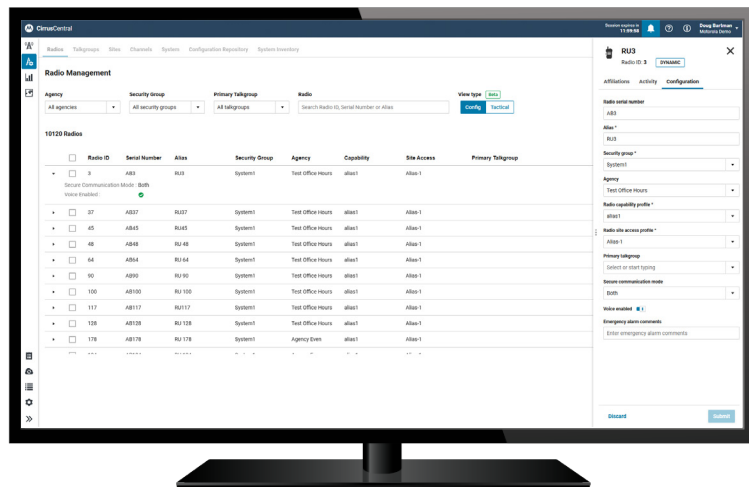 CirrusCentral
Session expires in
11:59:56
Doug Bartman
Motorola Demo
Radios Talkgroups Sites Channels System Configuration Repository System Inventory
Radio Management
Agency Security Group Primary Talkgroup Radio View type Beta
All agencies All security groups All talkgroups Search Radio ID, Serial Number or Alias Config Tactical
10120 Radios
Radio ID Serial Number Alias Security Group Agency Capability Site Access Primary Talkgroup
3 AB3 RU3 System1 Test Office Hours alias1 Alias-1
Secure Communication Mode : Both
Voice Enabled :
37 AB37 RU37 System1 Test Office Hours alias1 Alias-1
45 AB45 RU45 System1 Test Office Hours alias1 Alias-1
48 AB48 RU 48 System1 Test Office Hours alias1 Alias-1
64 AB64 RU 64 System1 Test Office Hours alias1 Alias-1
90 AB90 RU 90 System1 Test Office Hours alias1 Alias-1
100 AB100 RU 100 System1 Test Office Hours alias1 Alias-1
117 AB117 RU117 System1 Test Office Hours alias1 Alias-1
128 AB128 RU 128 System1 Test Office Hours alias1 Alias-1
178 AB178 RU 178 System1 Agency Even alias1 Alias-1
RU3
Radio ID: 3 DYNAMIC
Affiliations Activity Configuration
Radio serial number
AB3
Alias *
RU3
Security group *
System1
Agency
Test Office Hours
Radio capability profile *
alias1
Radio site access profile *
Alias-1
Primary talkgroup
Select or start typing
Secure communication mode
Both
Voice enabled
Emergency alarm comments
Enter emergency alarm comments
Discard Submit